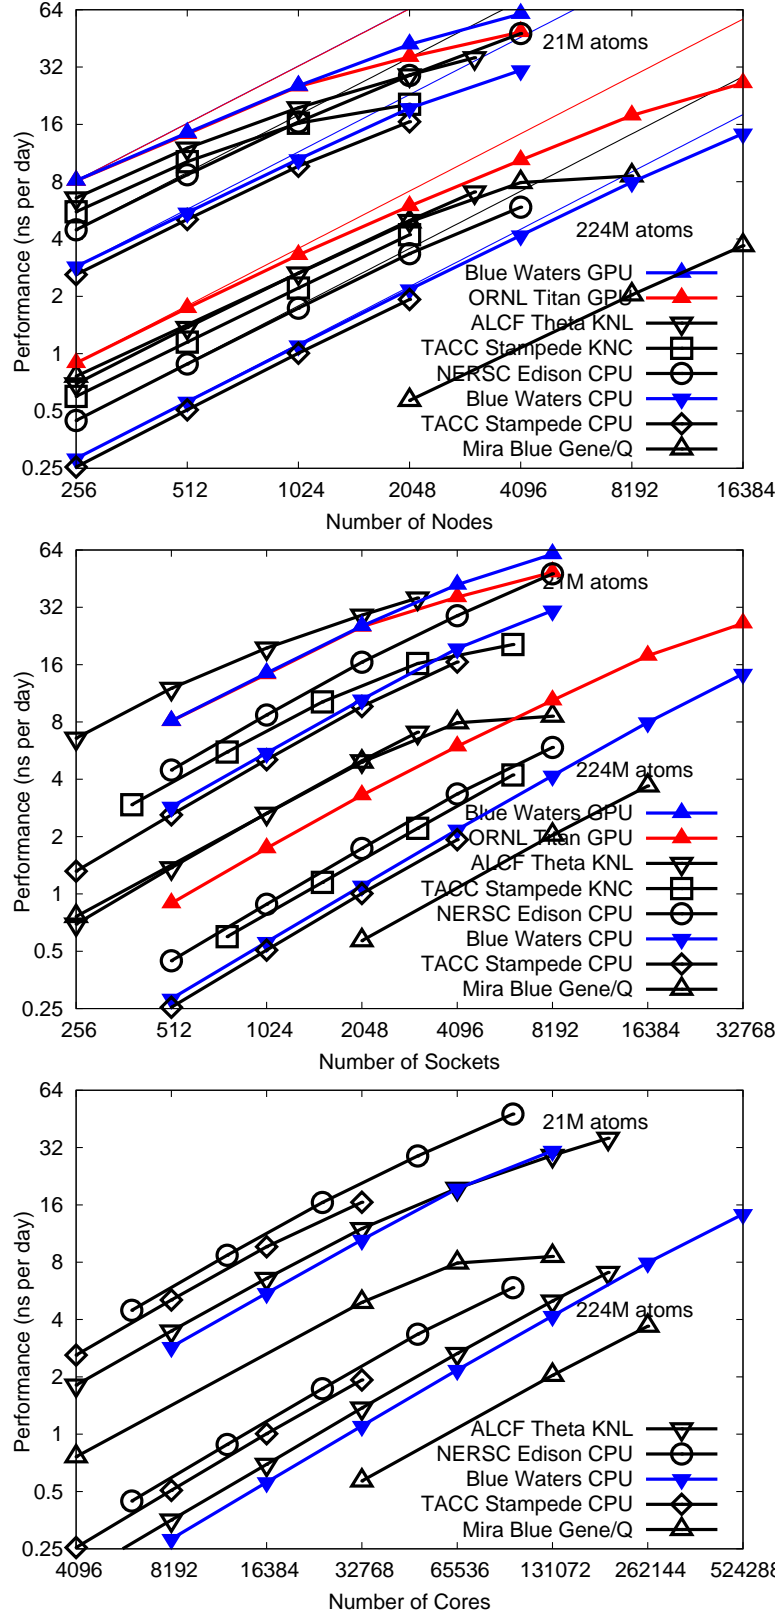 64
32
16
8
4
2
1
0.5
0.25
Performance (ns per day)
21M atoms
224M atoms
Blue Waters GPU
ORNL Titan GPU
ALCF Theta KNL
TACC Stampede KNC
NERSC Edison CPU
Blue Waters CPU
TACC Stampede CPU
Mira Blue Gene/Q
256 512 1024 2048 4096 8192 16384
Number of Nodes
64
32
16
8
4
2
1
0.5
0.25
Performance (ns per day)
21M atoms
224M atoms
Blue Waters GPU
ORNL Titan GPU
ALCF Theta KNL
TACC Stampede KNC
NERSC Edison CPU
Blue Waters CPU
TACC Stampede CPU
Mira Blue Gene/Q
256 512 1024 2048 4096 8192 16384 32768
Number of Sockets
64
32
16
8
4
2
1
0.5
0.25
Performance (ns per day)
21M atoms
224M atoms
ALCF Theta KNL
NERSC Edison CPU
Blue Waters CPU
TACC Stampede CPU
Mira Blue Gene/Q
4096 8192 16384 32768 65536 131072 262144 524288
Number of Cores